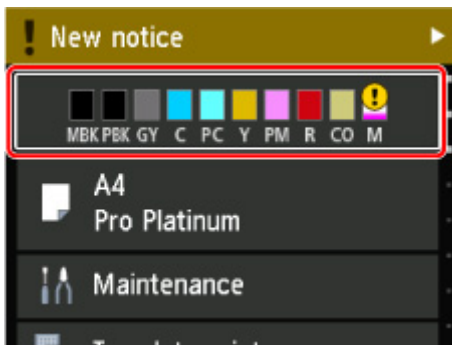 New notice
MBK PBK GY C PC Y PM R CO M
A4
Pro Platinum
Maintenance